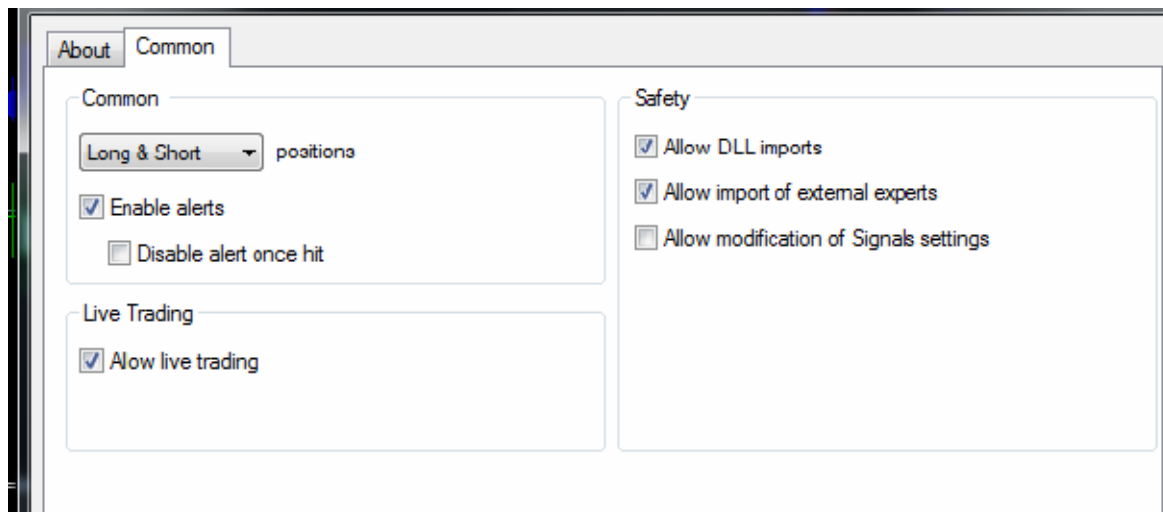 About
Common
Common
Long & Short positions
Enable alerts
Disable alert once hit
Live Trading
Alow live trading
Safety
Allow DLL imports
Allow import of external experts
Allow modification of Signals settings